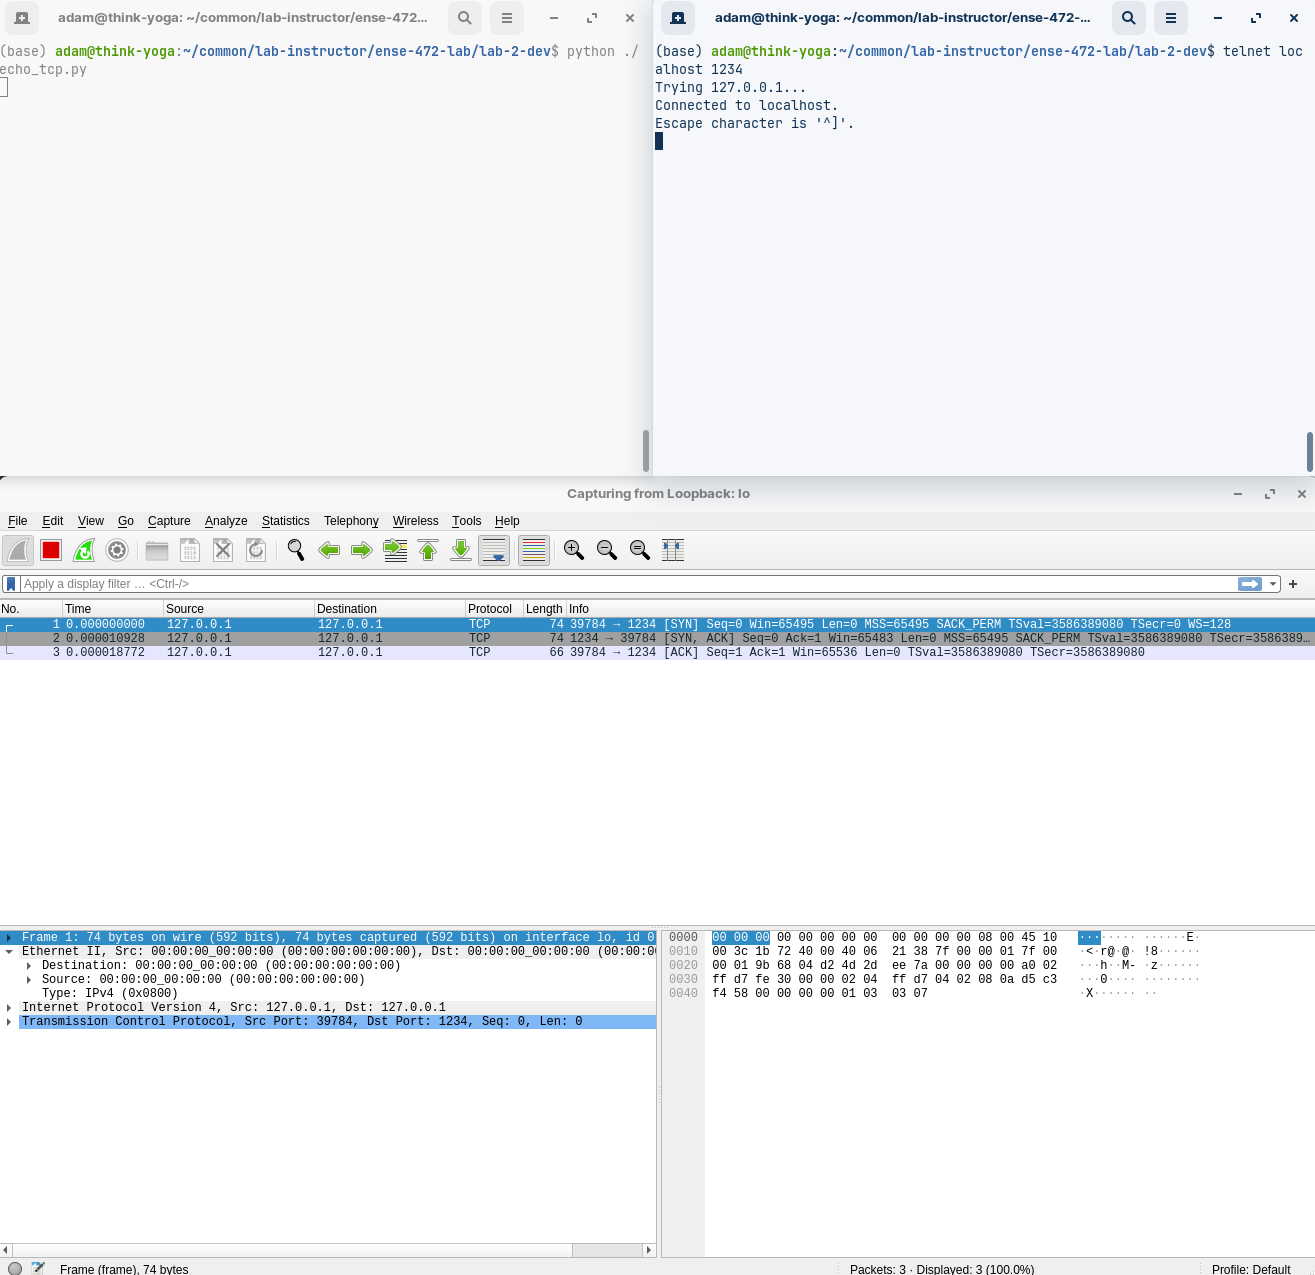 adam@think-yoga: ~/common/lab-instructor/ense-472...
(base) adam@think-yoga:~/common/lab-instructor/ense-472-lab/lab-2-dev$ python ./
echo_tcp.py
adam@think-yoga: ~/common/lab-instructor/ense-472-...
(base) adam@think-yoga:~/common/lab-instructor/ense-472-lab/lab-2-dev$ telnet loc
alhost 1234
Trying 127.0.0.1...
Connected to localhost.
Escape character is '^]'.
Capturing from Loopback: lo
File Edit View Go Capture Analyze Statistics Telephony Wireless Tools Help
Apply a display filter … <Ctrl-/>
No. Time Source Destination Protocol Length Info
1 0.000000000 127.0.0.1 127.0.0.1 TCP 74 39784 → 1234 [SYN] Seq=0 Win=65495 Len=0 MSS=65495 SACK_PERM TSval=3586389080 TSecr=0 WS=128
2 0.000010928 127.0.0.1 127.0.0.1 TCP 74 1234 → 39784 [SYN, ACK] Seq=0 Ack=1 Win=65483 Len=0 MSS=65495 SACK_PERM TSval=3586389080 TSecr=3586389…
3 0.000018772 127.0.0.1 127.0.0.1 TCP 66 39784 → 1234 [ACK] Seq=1 Ack=1 Win=65536 Len=0 TSval=3586389080 TSecr=3586389080
Frame 1: 74 bytes on wire (592 bits), 74 bytes captured (592 bits) on interface lo, id 0
Ethernet II, Src: 00:00:00_00:00:00 (00:00:00:00:00:00), Dst: 00:00:00_00:00:00 (00:00:0
Destination: 00:00:00_00:00:00 (00:00:00:00:00:00)
Source: 00:00:00_00:00:00 (00:00:00:00:00:00)
Type: IPv4 (0x0800)
Internet Protocol Version 4, Src: 127.0.0.1, Dst: 127.0.0.1
Transmission Control Protocol, Src Port: 39784, Dst Port: 1234, Seq: 0, Len: 0
0000 00 00 00 00 00 00 00 00 00 00 00 00 08 00 45 10 ········ ······E·
0010 00 3c 1b 72 40 00 40 06 21 38 7f 00 00 01 7f 00 ·<·r@·@· !8······
0020 00 01 9b 68 04 d2 4d 2d ee 7a 00 00 00 00 a0 02 ···h··M- ·z······
0030 ff d7 fe 30 00 00 02 04 ff d7 04 02 08 0a d5 c3 ···0···· ········
0040 f4 58 00 00 00 00 01 03 03 07 ·X······ ··
Frame (frame), 74 bytes
Packets: 3 · Displayed: 3 (100.0%)
Profile: Default